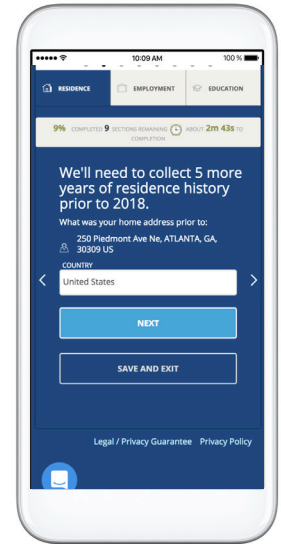 10:09 AM
100 %
RESIDENCE
EMPLOYMENT
EDUCATION
9% COMPLETED 9 SECTIONS REMAINING ABOUT 2m 43s TO
COMPLETION
We'll need to collect 5 more
years of residence history
prior to 2018.
What was your home address prior to:
250 Piedmont Ave Ne, ATLANTA, GA,
30309 US
COUNTRY
United States
NEXT
SAVE AND EXIT
Legal / Privacy Guarantee Privacy Policy